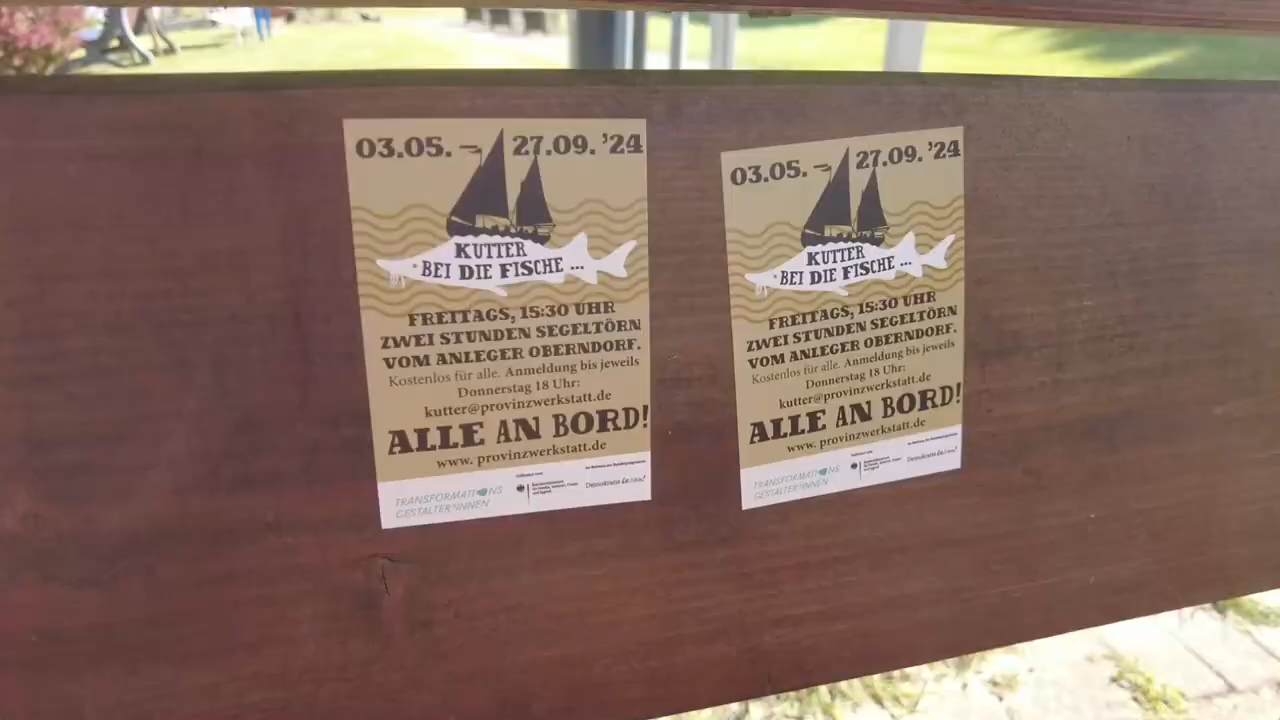 03.05. – 27.09. '24
KUTTER
BEI DIE FISCHE ...
FREITAGS, 15:30 UHR
ZWEI STUNDEN SEGELTÖRN
VOM ANLEGER OBERNDORF.
Kostenlos für alle. Anmeldung bis jeweils
Donnerstag 18 Uhr:
kutter@provinzwerkstatt.de
ALLE AN BORD!
www. provinzwerkstatt.de
TRANSFORMATIONS
GESTALTER*INNEN
Demokratie leben!
03.05. – 27.09. '24
KUTTER
BEI DIE FISCHE ...
FREITAGS, 15:30 UHR
ZWEI STUNDEN SEGELTÖRN
VOM ANLEGER OBERNDORF.
Kostenlos für alle. Anmeldung bis jeweils
Donnerstag 18 Uhr:
kutter@provinzwerkstatt.de
ALLE AN BORD!
www. provinzwerkstatt.de
TRANSFORMATIONS
GESTALTER*INNEN
Demokratie leben!